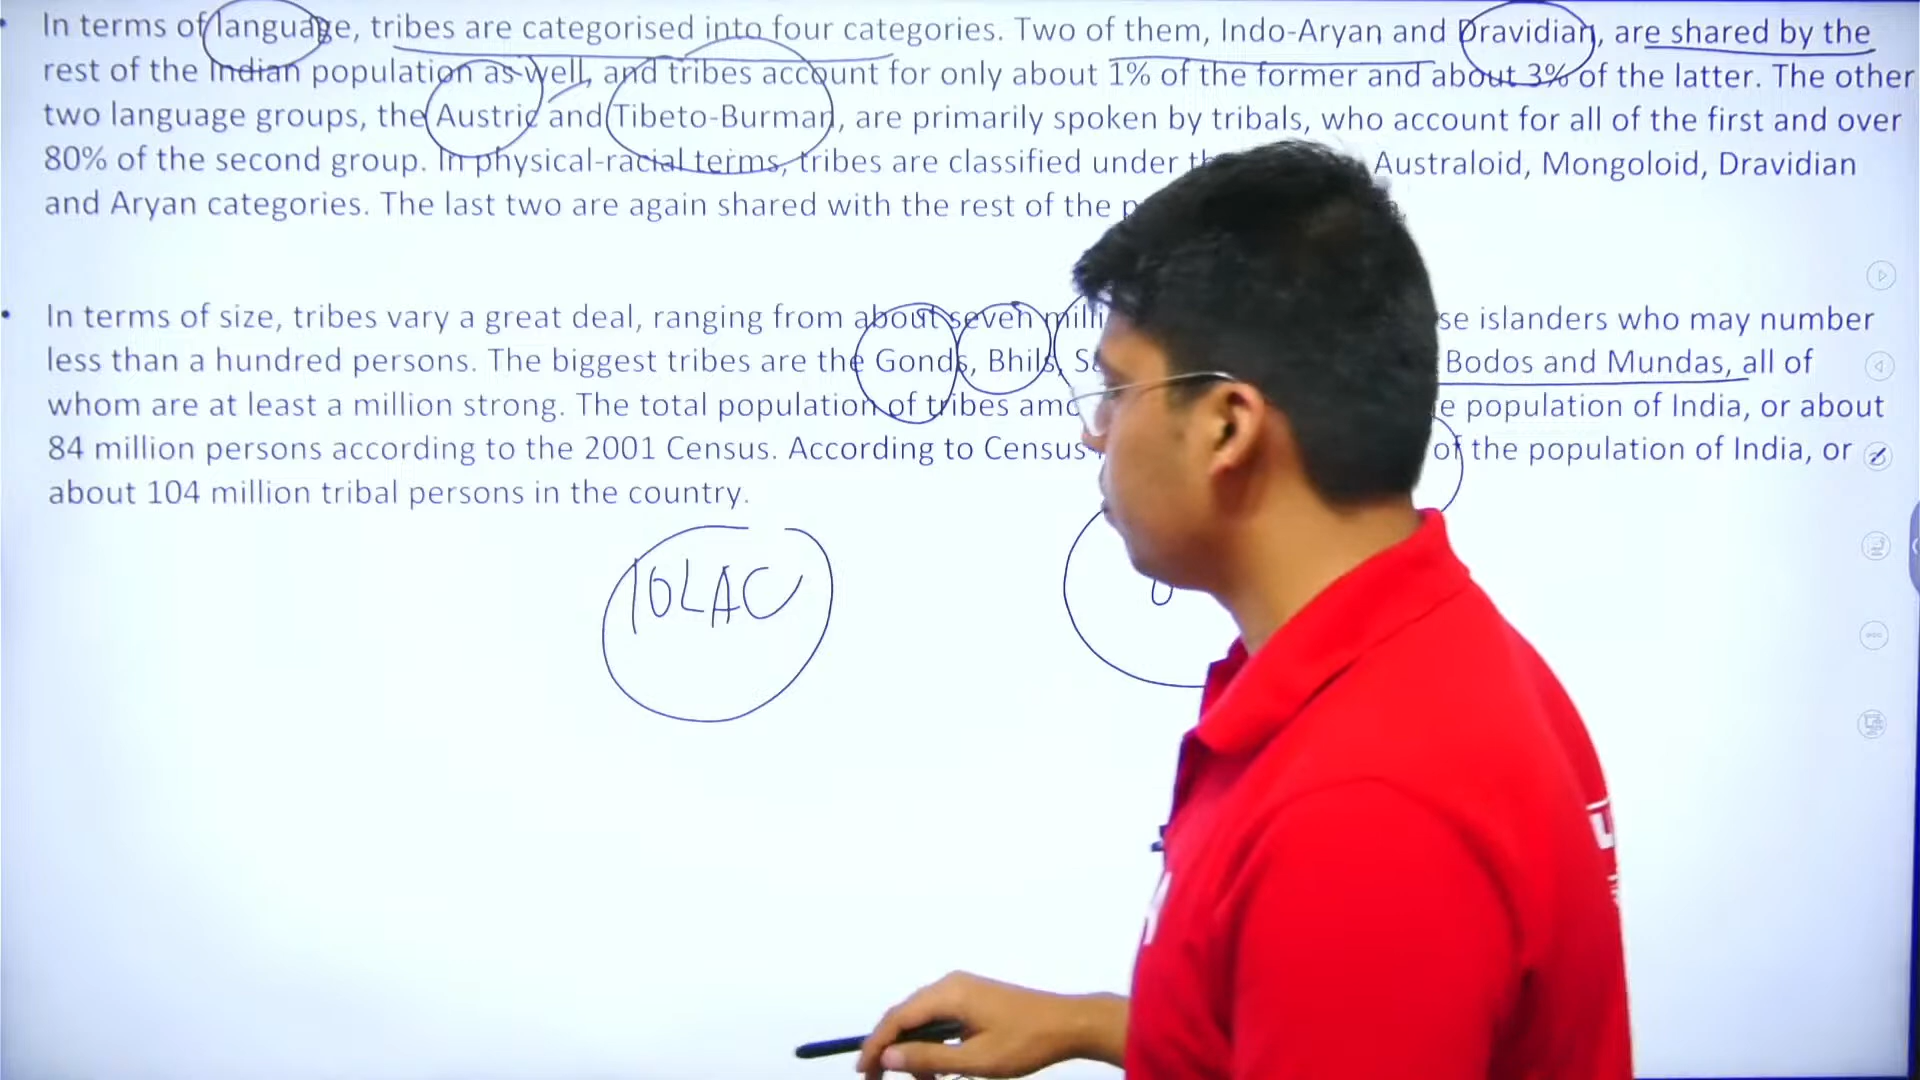 In terms of language, tribes are categorised into four categories. Two of them, Indo-Aryan and Dravidian, are shared by the
rest of the Indian population as well, and tribes account for only about 1% of the former and about 3% of the latter. The other
two language groups, the Austric and Tibeto-Burman, are primarily spoken by tribals, who account for all of the first and over
80% of the second group. In physical-racial terms, tribes are classified under Australoid, Mongoloid, Dravidian
and Aryan categories. The last two are again shared with the rest of the
In terms of size, tribes vary a great deal, ranging from about seven islanders who may number
less than a hundred persons. The biggest tribes are the Gonds, Bhils, Bodos and Mundas, all of
whom are at least a million strong. The total population of tribes population of India, or about
84 million persons according to the 2001 Census. According to Census of the population of India, or
about 104 million tribal persons in the country.
10LAC